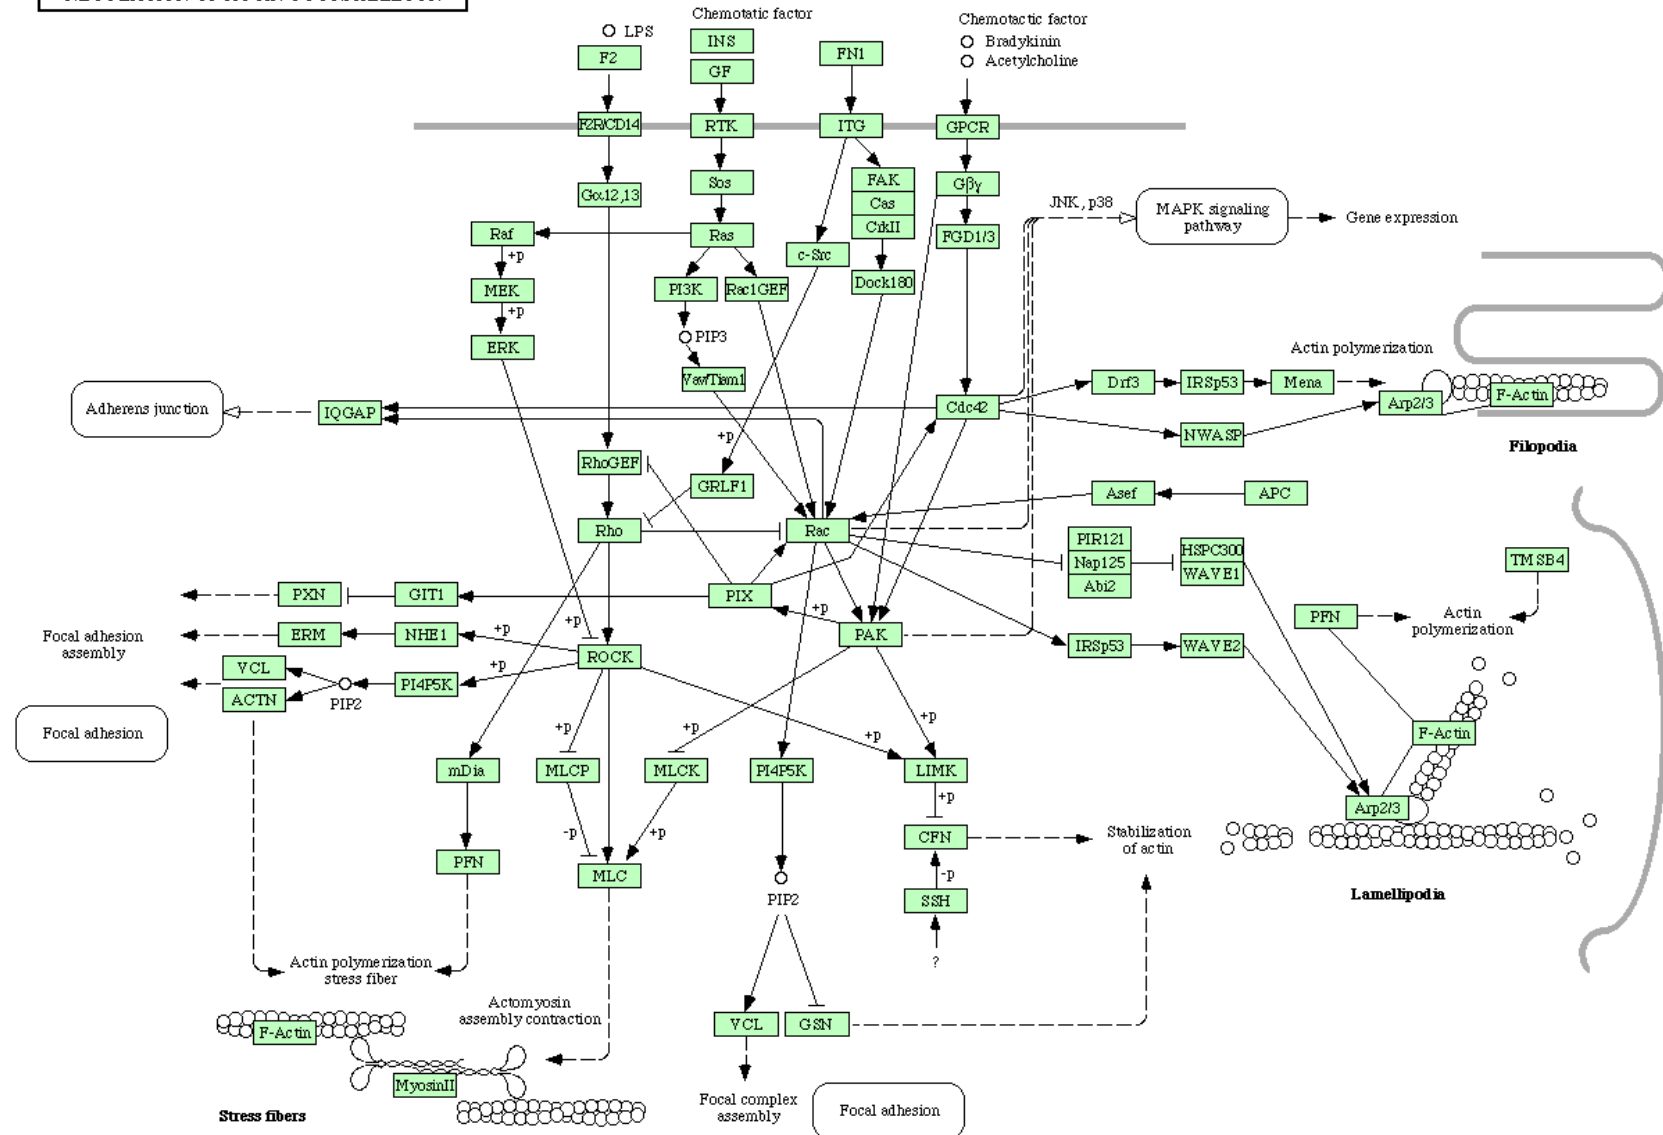 Chemotatic factor
Chemotactic factor
LPS
INS
Bradykinin
F2
GF
FN1
Acetylcholine
F2R/CD14
RTK
ITG
GPCR
Gα12,13
Sos
FAK
Cas
CrkII
Gβγ
JNK, p38
MAPK signaling
pathway
Gene expression
Raf
Ras
c-Src
FGD1/3
+p
MEK
PI3K
Rac1GEF
Dock180
+p
ERK
PIP3
Vav/Tiam1
Actin polymerization
Drf3
IRSp53
Mena
Arp2/3
F-Actin
Adherens junction
IQGAP
Cdc42
NWASP
Filopodia
+p
RhoGEF
GRLF1
Asef
APC
Rho
Rac
PIR121
Nap125
Abi2
HSPC300
WAVE1
TMSB4
PXN
GIT1
PIX
+p
PFN
Actin
polymerization
Focal adhesion
assembly
ERM
NHE1
+p
+p
PAK
ROCK
IRSp53
WAVE2
VCL
ACTN
PIP2
PI4P5K
+p
Focal adhesion
+p
+p
+p
+p
F-Actin
mDia
MLCP
MLCK
PI4P5K
LIMK
+p
Arp2/3
-p
+p
CFN
Stabilization
of actin
PFN
MLC
-p
PIP2
SSH
Lamellipodia
?
Actin polymerization
stress fiber
Actomyosin
assembly contraction
F-Actin
VCL
GSN
MyosinII
Stress fibers
Focal complex
assembly
Focal adhesion